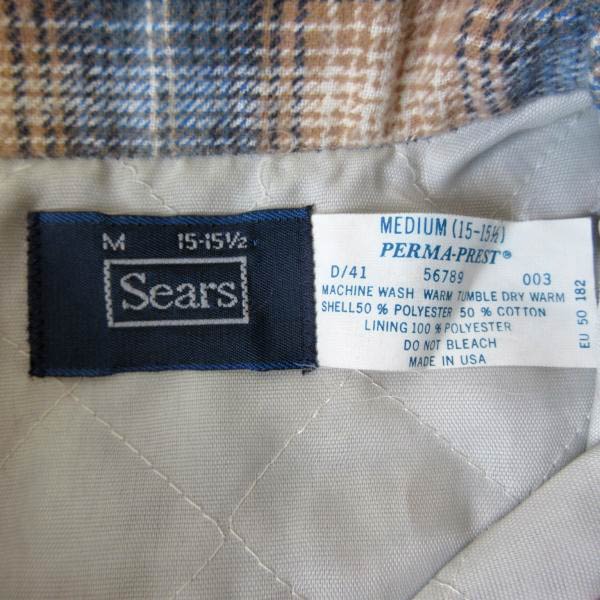 M 15-15½
Sears
MEDIUM (15-15½)
PERMA-PREST®
D/41 56789 003
MACHINE WASH WARM TUMBLE DRY WARM
SHELL50 % POLYESTER 50 % COTTON
LINING 100 % POLYESTER
DO NOT BLEACH
MADE IN USA
EU 50 182